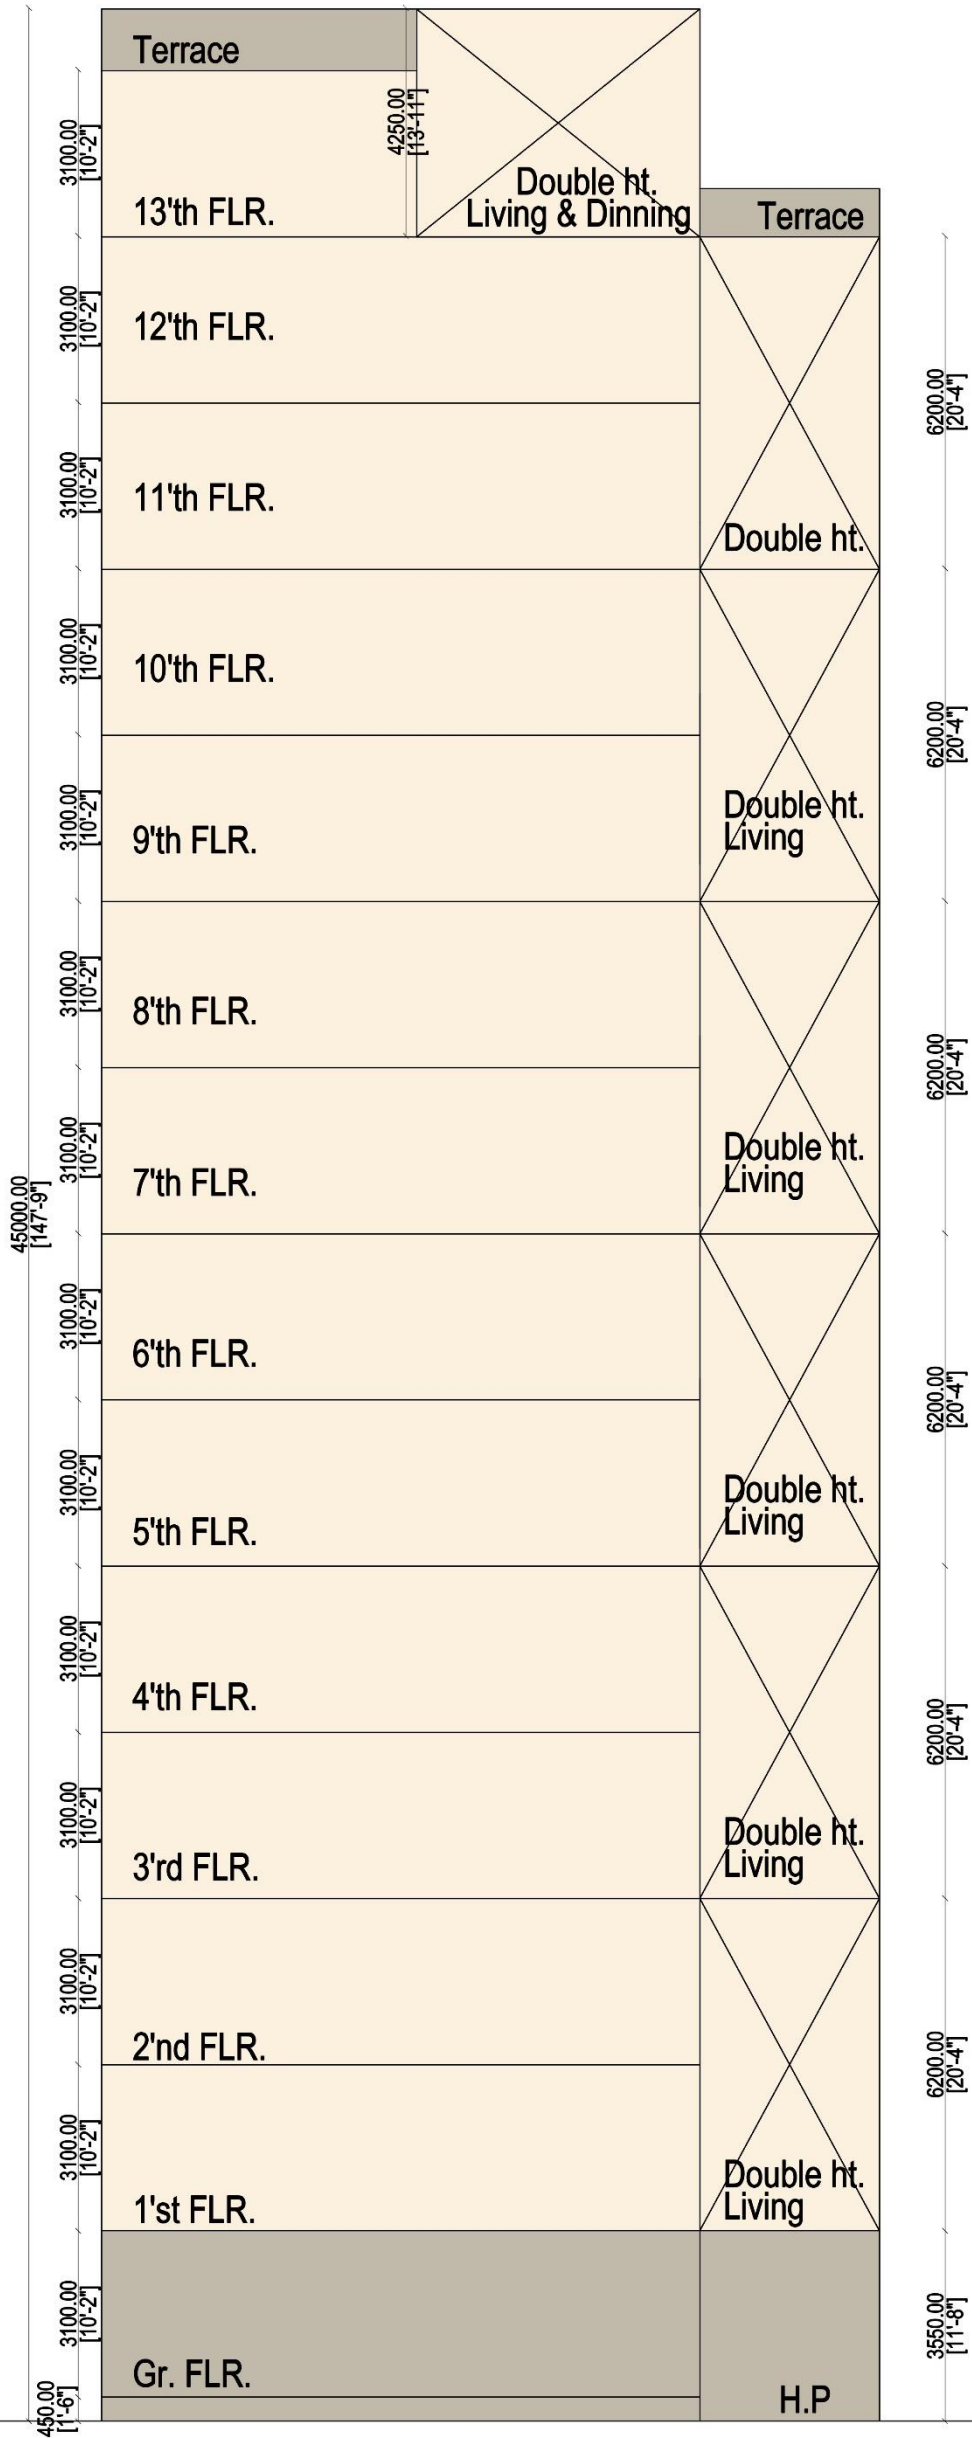 Terrace
4250.00
[13'-11"]
3100.00
[10'-2"]
Double ht.
Living & Dinning
13'th FLR.
Terrace
3100.00
[10'-2"]
12'th FLR.
6200.00
[20'-4"]
3100.00
[10'-2"]
11'th FLR.
Double ht.
3100.00
[10'-2"]
10'th FLR.
6200.00
[20'-4"]
3100.00
[10'-2"]
9'th FLR.
Double ht.
Living
3100.00
[10'-2"]
8'th FLR.
6200.00
[20'-4"]
3100.00
[10'-2"]
7'th FLR.
Double ht.
Living
45000.00
[147'-9"]
3100.00
[10'-2"]
6'th FLR.
6200.00
[20'-4"]
3100.00
[10'-2"]
5'th FLR.
Double ht.
Living
3100.00
[10'-2"]
4'th FLR.
6200.00
[20'-4"]
3100.00
[10'-2"]
3'rd FLR.
Double ht.
Living
3100.00
[10'-2"]
2'nd FLR.
6200.00
[20'-4"]
3100.00
[10'-2"]
1'st FLR.
Double ht.
Living
3100.00
[10'-2"]
Gr. FLR.
3550.00
[11'-8"]
450.00
[1'-6"]
H.P